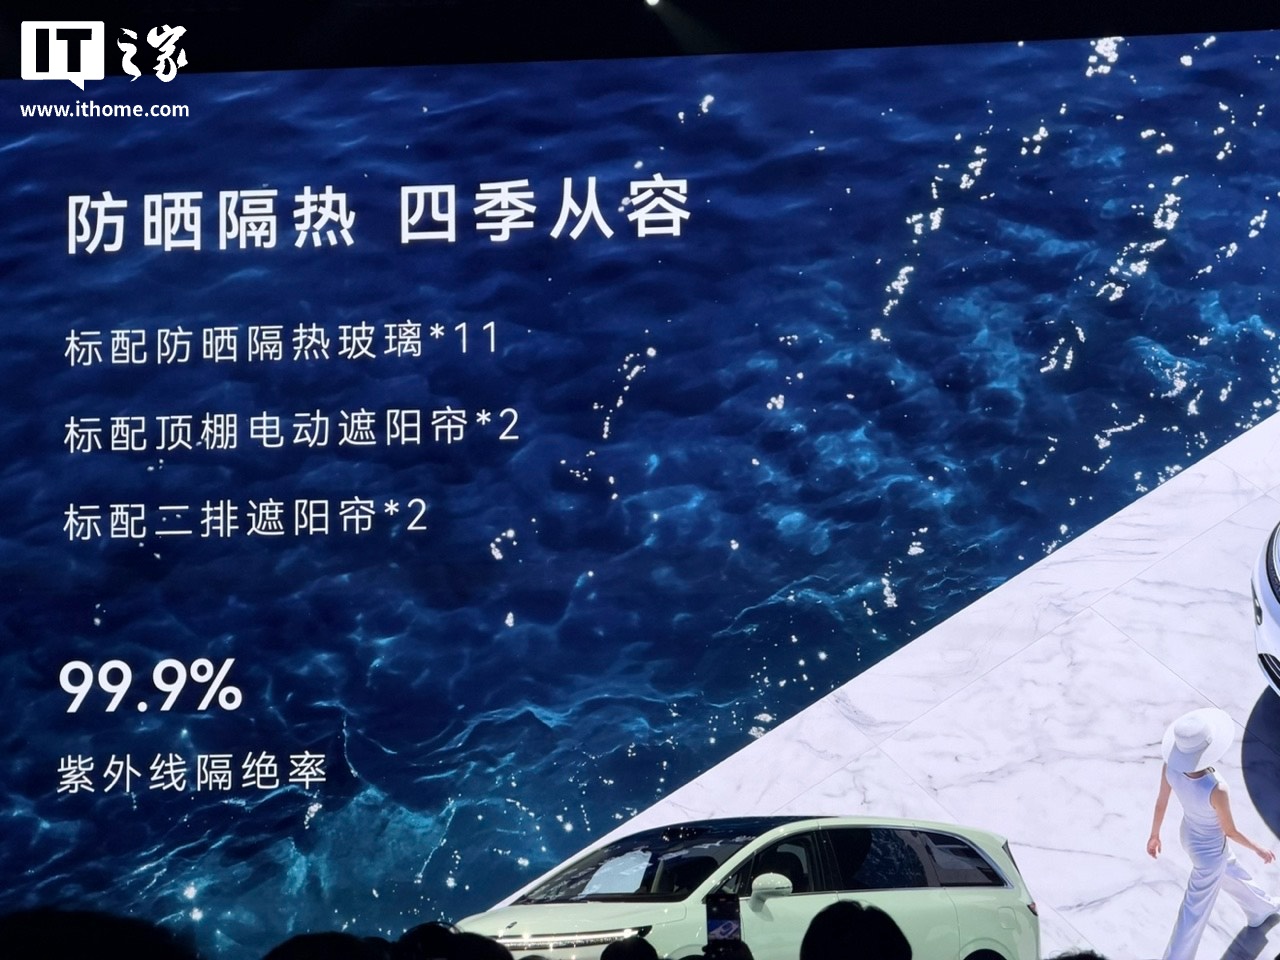 IT之家
www.ithome.com
防晒隔热 四季从容
标配防晒隔热玻璃*11
标配顶棚电动遮阳帘*2
标配二排遮阳帘*2
99.9%
紫外线隔绝率